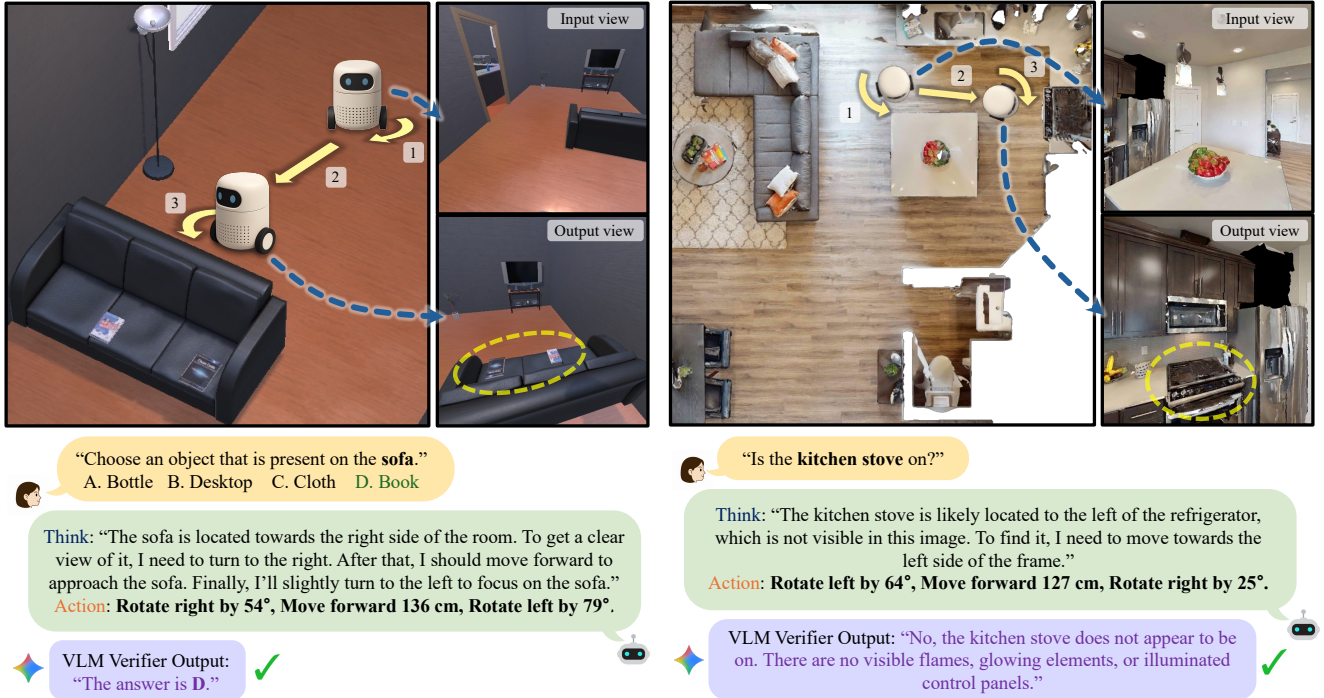 Input view
1
2
3
Output view
Input view
1
2
3
Output view
“Choose an object that is present on the sofa.”
A. Bottle B. Desktop C. Cloth D. Book
Think: “The sofa is located towards the right side of the room. To get a clear
view of it, I need to turn to the right. After that, I should move forward to
approach the sofa. Finally, I’ll slightly turn to the left to focus on the sofa.”
Action: Rotate right by 54°, Move forward 136 cm, Rotate left by 79°.
VLM Verifier Output:
“The answer is D.”
“Is the kitchen stove on?”
Think: “The kitchen stove is likely located to the left of the refrigerator,
which is not visible in this image. To find it, I need to move towards the
left side of the frame.”
Action: Rotate left by 64°, Move forward 127 cm, Rotate right by 25°.
VLM Verifier Output: “No, the kitchen stove does not appear to be
on. There are no visible flames, glowing elements, or illuminated
control panels.”